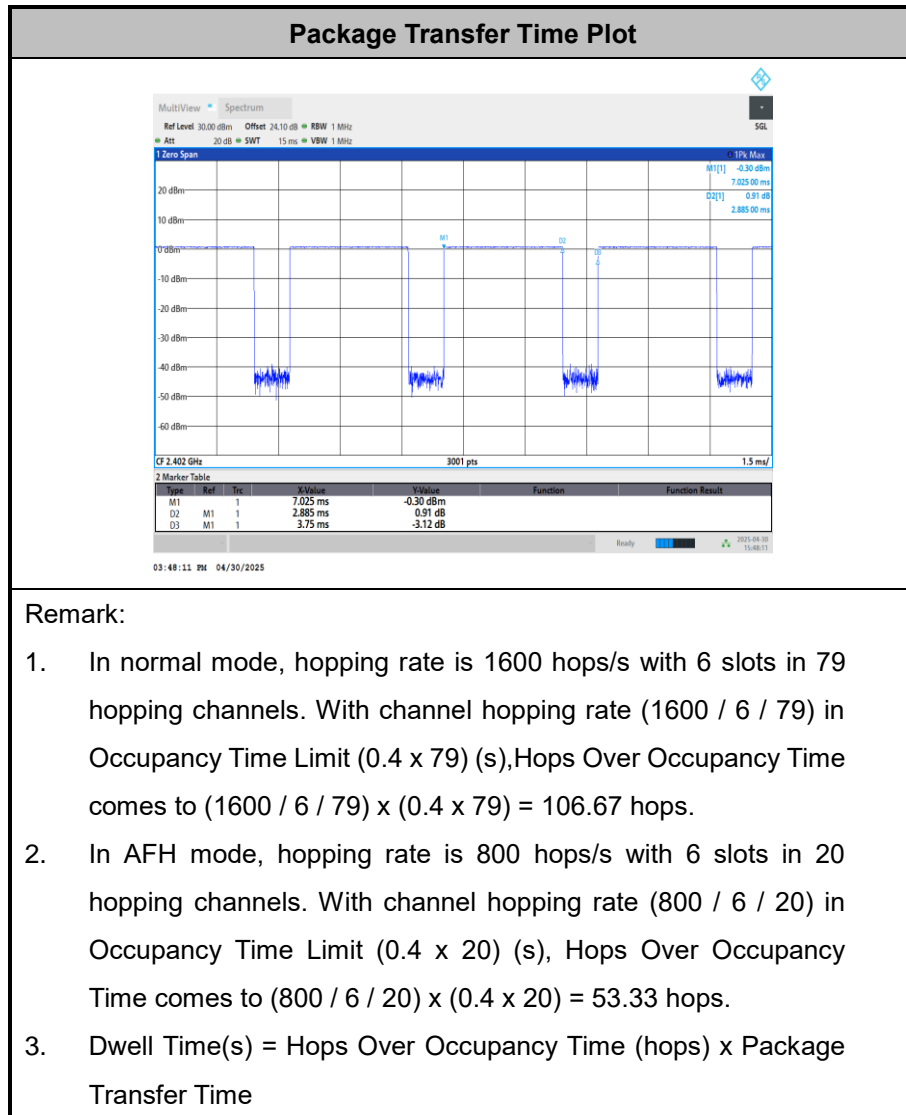 Package Transfer Time Plot
MultiView Spectrum
Ref Level 30.00 dBm Offset 24.10 dB RBW 1 MHz
SGL
Att 20 dB SWT 15 ms VBW 1 MHz
1 Zero Span 1Pk Max
M1[1] -0.30 dBm
7.025 00 ms
20 dBm
D2[1] 0.91 dB
2.885 00 ms
10 dBm
M1
D2
0 dBm
D3
-10 dBm
-20 dBm
-30 dBm
-40 dBm
-50 dBm
-60 dBm
CF 2.402 GHz 3001 pts 1.5 ms/
2 Marker Table
Type Ref Trc X-Value Y-Value Function Function Result
M1 1 7.025 ms -0.30 dBm
D2 M1 1 2.885 ms 0.91 dB
D3 M1 1 3.75 ms -3.12 dB
Ready 2025-04-30
15:48:11
03:48:11 PM 04/30/2025
Remark:
1. In normal mode, hopping rate is 1600 hops/s with 6 slots in 79
hopping channels. With channel hopping rate (1600 / 6 / 79) in
Occupancy Time Limit (0.4 x 79) (s),Hops Over Occupancy Time
comes to (1600 / 6 / 79) x (0.4 x 79) = 106.67 hops.
2. In AFH mode, hopping rate is 800 hops/s with 6 slots in 20
hopping channels. With channel hopping rate (800 / 6 / 20) in
Occupancy Time Limit (0.4 x 20) (s), Hops Over Occupancy
Time comes to (800 / 6 / 20) x (0.4 x 20) = 53.33 hops.
3. Dwell Time(s) = Hops Over Occupancy Time (hops) x Package
Transfer Time